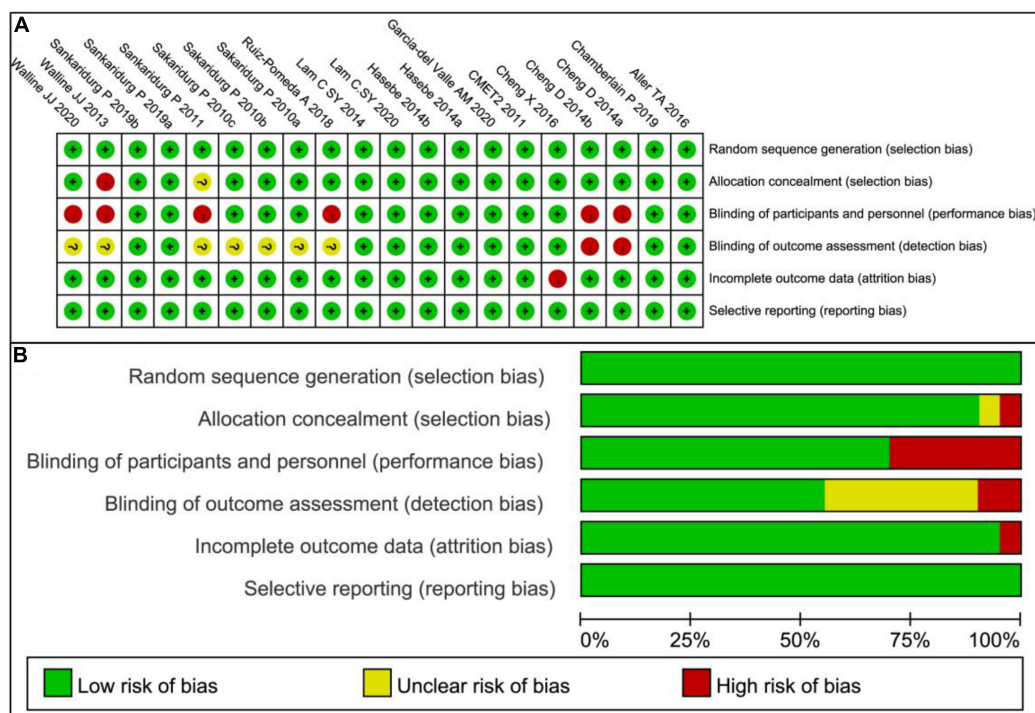 A
Walline JJ 2020
Walline JJ 2013
Sankaridurg P 2019b
Sankaridurg P 2019a
Sankaridurg P 2011
Sakaridurg P 2010c
Sakaridurg P 2010b
Sakaridurg P 2010a
Ruiz-Pomeda A 2018
Lam C SY 2014
Lam C.SY 2020
Hasebe 2014b
Hasebe 2014a
Garcia-del Valle AM 2020
CMET2 2011
Cheng X 2016
Cheng D 2014b
Cheng D 2014a
Chamberlain P 2019
Aller TA 2016
Random sequence generation (selection bias)
Allocation concealment (selection bias)
Blinding of participants and personnel (performance bias)
Blinding of outcome assessment (detection bias)
Incomplete outcome data (attrition bias)
Selective reporting (reporting bias)
B
Random sequence generation (selection bias)
Allocation concealment (selection bias)
Blinding of participants and personnel (performance bias)
Blinding of outcome assessment (detection bias)
Incomplete outcome data (attrition bias)
Selective reporting (reporting bias)
0% 25% 50% 75% 100%
Low risk of bias Unclear risk of bias High risk of bias